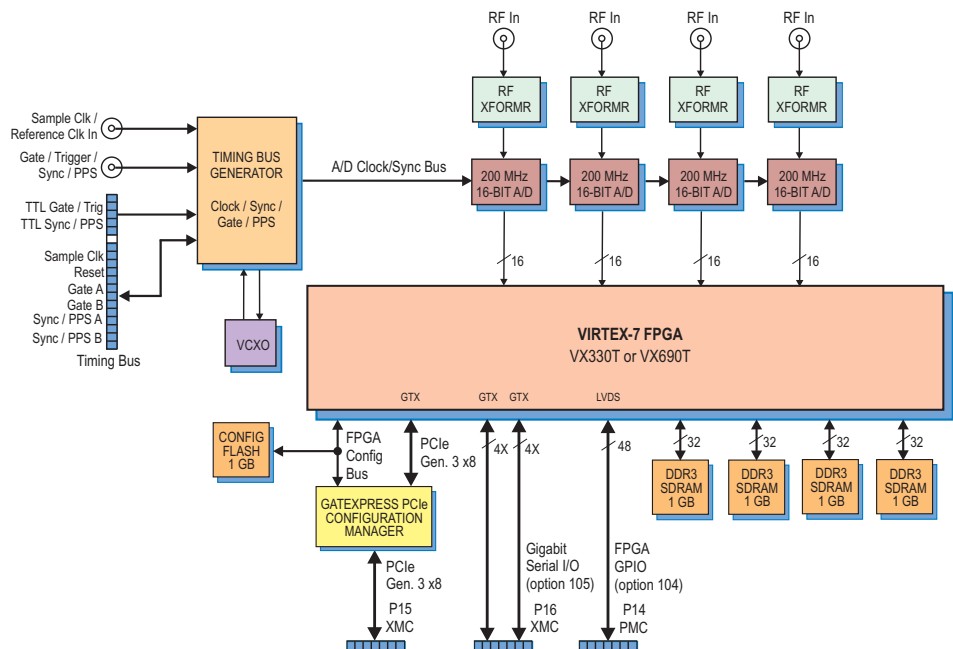 RF In
RF In
RF In
RF In
RF
XFORMR
RF
XFORMR
RF
XFORMR
RF
XFORMR
Sample Clk /
Reference Clk In
Gate / Trigger /
Sync / PPS
TTL Gate / Trig
TTL Sync / PPS
Sample Clk
Reset
Gate A
Gate B
Sync / PPS A
Sync / PPS B
Timing Bus
TIMING BUS
GENERATOR
Clock / Sync /
Gate / PPS
VCXO
A/D Clock/Sync Bus
200 MHz
16-BIT A/D
200 MHz
16-BIT A/D
200 MHz
16-BIT A/D
200 MHz
16-BIT A/D
16
16
16
16
VIRTEX-7 FPGA
VX330T or VX690T
GTX
GTX
GTX
LVDS
CONFIG
FLASH
1 GB
FPGA
Config
Bus
PCIe
Gen. 3 x8
4X
4X
48
32
32
32
32
DDR3
SDRAM
1 GB
DDR3
SDRAM
1 GB
DDR3
SDRAM
1 GB
DDR3
SDRAM
1 GB
GATEXPRESS PCIe
CONFIGURATION
MANAGER
PCIe
Gen. 3 x8
P15
XMC
Gigabit
Serial I/O
(option 105)
P16
XMC
FPGA
GPIO
(option 104)
P14
PMC